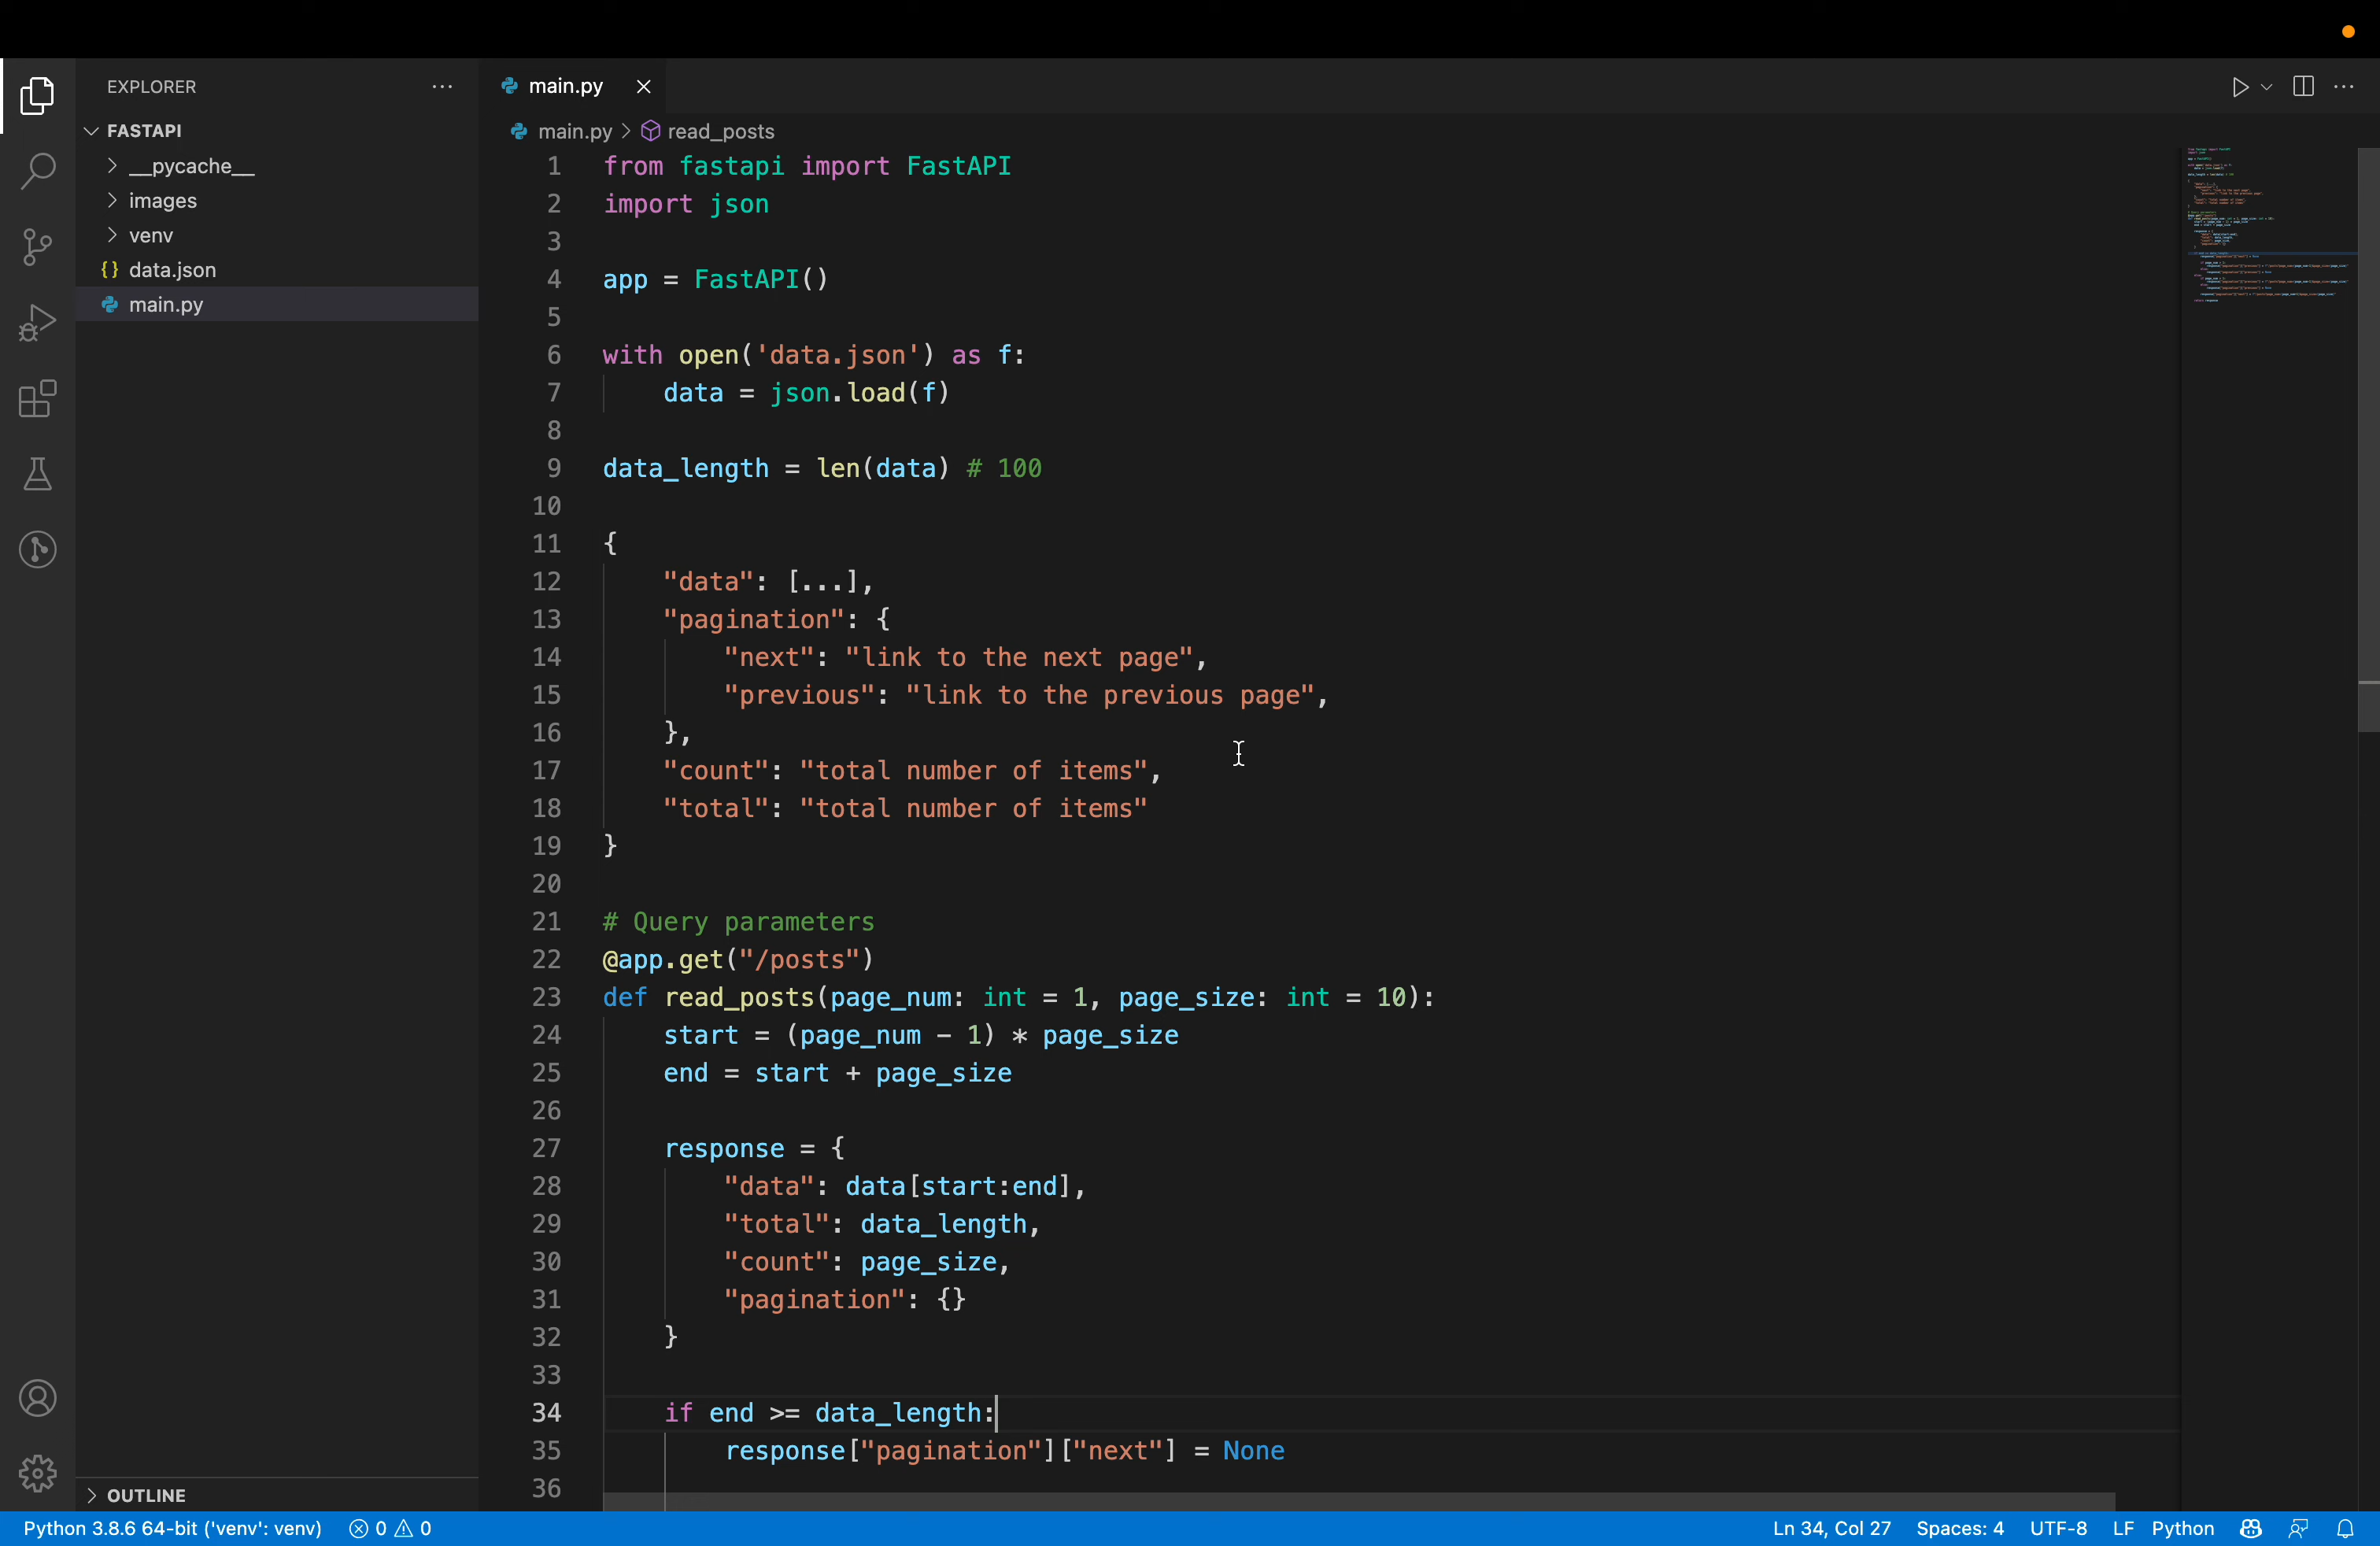 EXPLORER
FASTAPI
__pycache__
images
venv
data.json
main.py
OUTLINE
main.py
main.py > read_posts
1 from fastapi import FastAPI
2 import json
3
4 app = FastAPI()
5
6 with open('data.json') as f:
7     data = json.load(f)
8
9 data_length = len(data) # 100
10
11 {
12     "data": [...],
13     "pagination": {
14         "next": "link to the next page",
15         "previous": "link to the previous page",
16     },
17     "count": "total number of items",
18     "total": "total number of items"
19 }
20
21 # Query parameters
22 @app.get("/posts")
23 def read_posts(page_num: int = 1, page_size: int = 10):
24     start = (page_num - 1) * page_size
25     end = start + page_size
26
27     response = {
28         "data": data[start:end],
29         "total": data_length,
30         "count": page_size,
31         "pagination": {}
32     }
33
34     if end >= data_length:
35         response["pagination"]["next"] = None
36
Python 3.8.6 64-bit ('venv': venv) 0 0 Ln 34, Col 27 Spaces: 4 UTF-8 LF Python